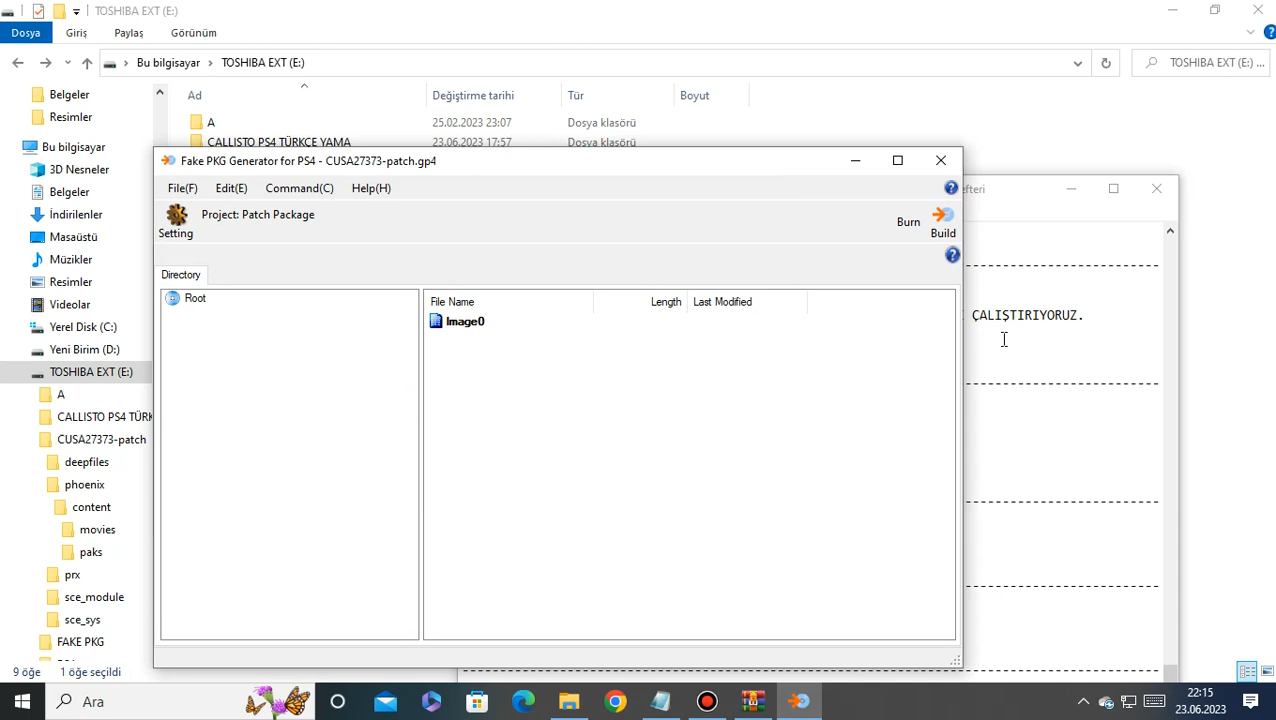 TOSHIBA EXT (E:)
Dosya Giriş Paylaş Görünüm
Bu bilgisayar TOSHIBA EXT (E:) TOSHIBA EXT (E:) ...
Ad Değiştirme tarihi Tür Boyut
A 25.02.2023 23:07 Dosya klasörü
CALLISTO PS4 TÜRKÇE YAMA 23.06.2023 17:57 Dosya klasörü
Belgeler
Resimler
Bu bilgisayar
3D Nesneler
Belgeler
İndirilenler
Masaüstü
Müzikler
Resimler
Videolar
Yerel Disk (C:)
Yeni Birim (D:)
TOSHIBA EXT (E:)
A
CALLISTO PS4 TÜRK
CUSA27373-patch
deepfiles
phoenix
content
movies
paks
prx
sce_module
sce_sys
FAKE PKG
9 öğe 1 öğe seçildi
Fake PKG Generator for PS4 - CUSA27373-patch.gp4
File(F) Edit(E) Command(C) Help(H)
Setting
Project: Patch Package
Burn Build
Directory
Root
File Name Length Last Modified
Image0
efteri
ÇALIŞTIRIYORUZ.
Ara
22:15
23.06.2023